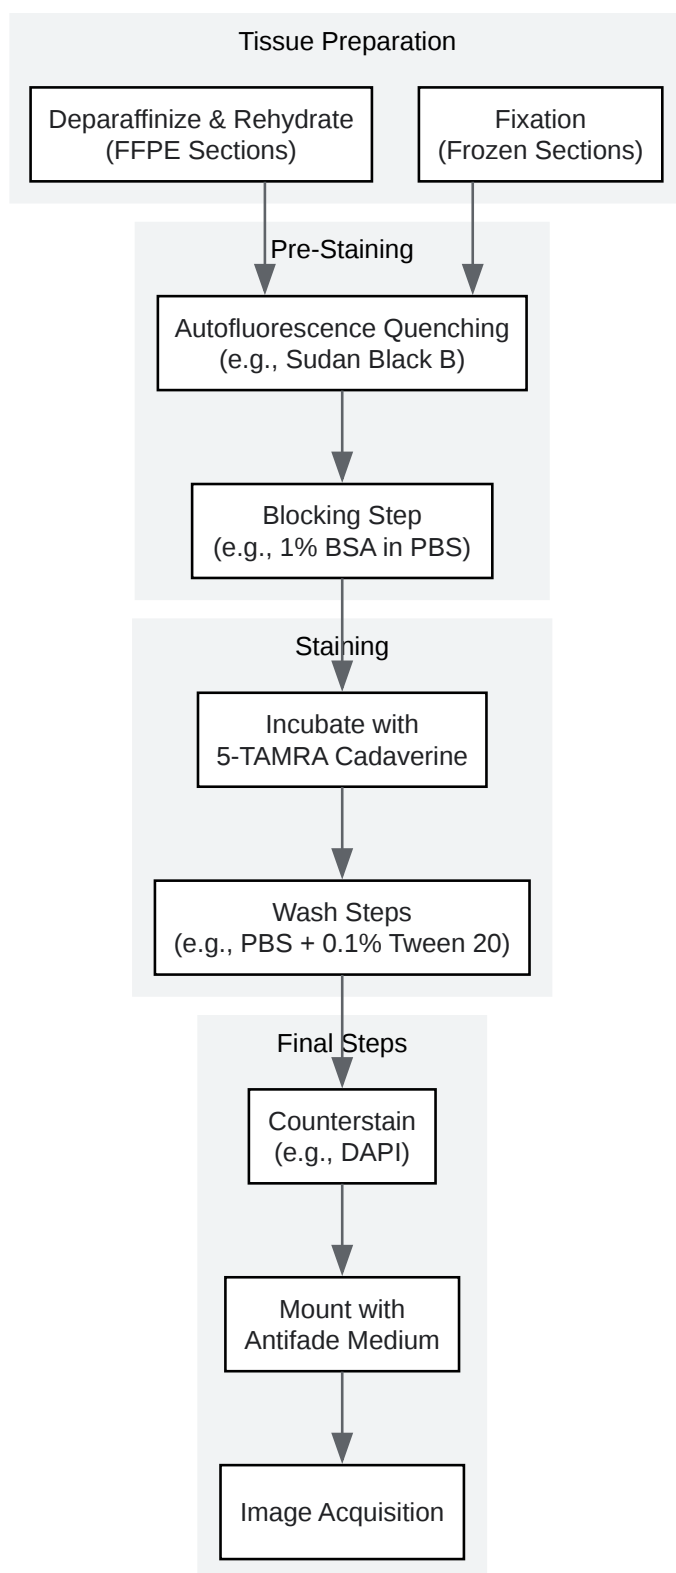 Tissue Preparation
Deparaffinize & Rehydrate
(FFPE Sections)
Fixation
(Frozen Sections)
Pre-Staining
Autofluorescence Quenching
(e.g., Sudan Black B)
Blocking Step
(e.g., 1% BSA in PBS)
Staining
Incubate with
5-TAMRA Cadaverine
Wash Steps
(e.g., PBS + 0.1% Tween 20)
Final Steps
Counterstain
(e.g., DAPI)
Mount with
Antifade Medium
Image Acquisition